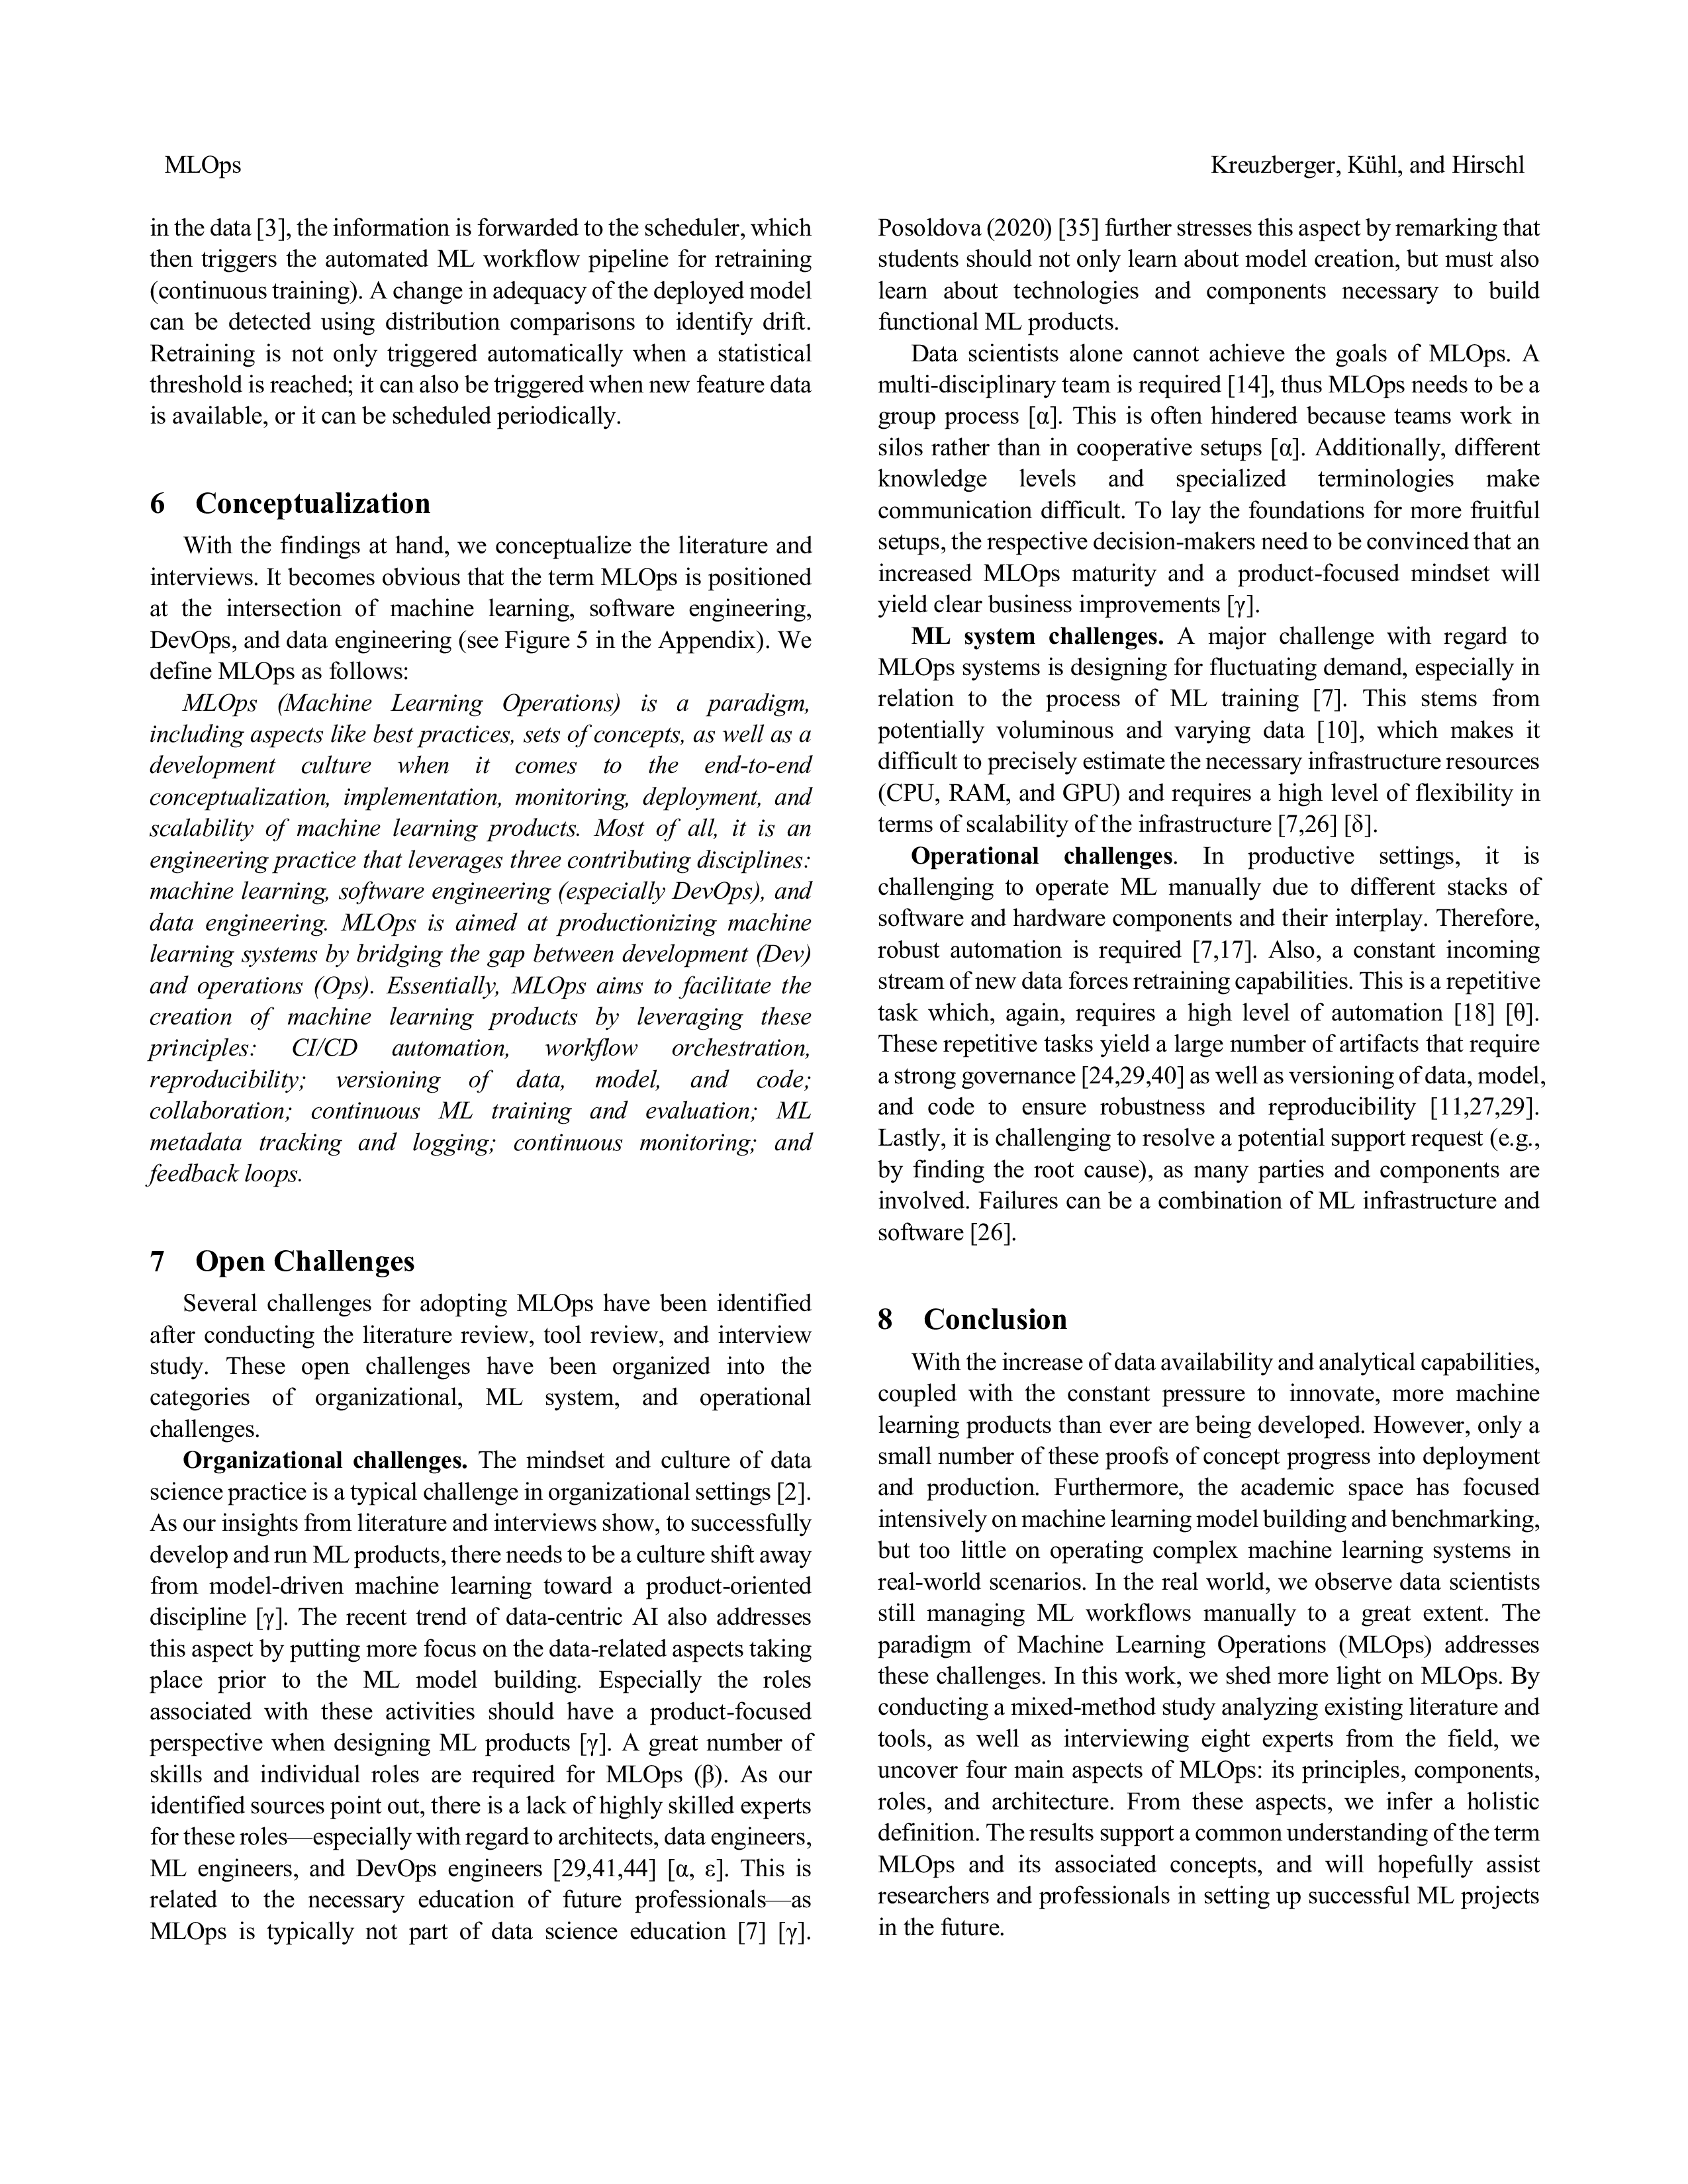 MLOps
Kreuzberger, Kühl, and Hirschl
in the data [3], the information is forwarded to the scheduler, which
then triggers the automated ML workflow pipeline for retraining
(continuous training). A change in adequacy of the deployed model
can be detected using distribution comparisons to identify drift.
Retraining is not only triggered automatically when a statistical
threshold is reached; it can also be triggered when new feature data
is available, or it can be scheduled periodically.
6 Conceptualization
With the findings at hand, we conceptualize the literature and
interviews. It becomes obvious that the term MLOps is positioned
at the intersection of machine learning, software engineering,
DevOps, and data engineering (see Figure 5 in the Appendix). We
define MLOps as follows:
MLOps (Machine Learning Operations) is a paradigm,
including aspects like best practices, sets of concepts, as well as a
development culture when it comes to the end-to-end
conceptualization, implementation, monitoring, deployment, and
scalability of machine learning products. Most of all, it is an
engineering practice that leverages three contributing disciplines:
machine learning, software engineering (especially DevOps), and
data engineering. MLOps is aimed at productionizing machine
learning systems by bridging the gap between development (Dev)
and operations (Ops). Essentially, MLOps aims to facilitate the
creation of machine learning products by leveraging these
principles: CI/CD automation, workflow orchestration,
reproducibility; versioning of data, model, and code;
collaboration; continuous ML training and evaluation; ML
metadata tracking and logging; continuous monitoring; and
feedback loops.
7 Open Challenges
Several challenges for adopting MLOps have been identified
after conducting the literature review, tool review, and interview
study. These open challenges have been organized into the
categories of organizational, ML system, and operational
challenges.
Organizational challenges. The mindset and culture of data
science practice is a typical challenge in organizational settings [2].
As our insights from literature and interviews show, to successfully
develop and run ML products, there needs to be a culture shift away
from model-driven machine learning toward a product-oriented
discipline [γ]. The recent trend of data-centric AI also addresses
this aspect by putting more focus on the data-related aspects taking
place prior to the ML model building. Especially the roles
associated with these activities should have a product-focused
perspective when designing ML products [γ]. A great number of
skills and individual roles are required for MLOps (β). As our
identified sources point out, there is a lack of highly skilled experts
for these roles—especially with regard to architects, data engineers,
ML engineers, and DevOps engineers [29,41,44] [α, ε]. This is
related to the necessary education of future professionals—as
MLOps is typically not part of data science education [7] [γ].
Posoldova (2020) [35] further stresses this aspect by remarking that
students should not only learn about model creation, but must also
learn about technologies and components necessary to build
functional ML products.
Data scientists alone cannot achieve the goals of MLOps. A
multi-disciplinary team is required [14], thus MLOps needs to be a
group process [α]. This is often hindered because teams work in
silos rather than in cooperative setups [α]. Additionally, different
knowledge levels and specialized terminologies make
communication difficult. To lay the foundations for more fruitful
setups, the respective decision-makers need to be convinced that an
increased MLOps maturity and a product-focused mindset will
yield clear business improvements [γ].
ML system challenges. A major challenge with regard to
MLOps systems is designing for fluctuating demand, especially in
relation to the process of ML training [7]. This stems from
potentially voluminous and varying data [10], which makes it
difficult to precisely estimate the necessary infrastructure resources
(CPU, RAM, and GPU) and requires a high level of flexibility in
terms of scalability of the infrastructure [7,26] [δ].
Operational challenges. In productive settings, it is
challenging to operate ML manually due to different stacks of
software and hardware components and their interplay. Therefore,
robust automation is required [7,17]. Also, a constant incoming
stream of new data forces retraining capabilities. This is a repetitive
task which, again, requires a high level of automation [18] [θ].
These repetitive tasks yield a large number of artifacts that require
a strong governance [24,29,40] as well as versioning of data, model,
and code to ensure robustness and reproducibility [11,27,29].
Lastly, it is challenging to resolve a potential support request (e.g.,
by finding the root cause), as many parties and components are
involved. Failures can be a combination of ML infrastructure and
software [26].
8 Conclusion
With the increase of data availability and analytical capabilities,
coupled with the constant pressure to innovate, more machine
learning products than ever are being developed. However, only a
small number of these proofs of concept progress into deployment
and production. Furthermore, the academic space has focused
intensively on machine learning model building and benchmarking,
but too little on operating complex machine learning systems in
real-world scenarios. In the real world, we observe data scientists
still managing ML workflows manually to a great extent. The
paradigm of Machine Learning Operations (MLOps) addresses
these challenges. In this work, we shed more light on MLOps. By
conducting a mixed-method study analyzing existing literature and
tools, as well as interviewing eight experts from the field, we
uncover four main aspects of MLOps: its principles, components,
roles, and architecture. From these aspects, we infer a holistic
definition. The results support a common understanding of the term
MLOps and its associated concepts, and will hopefully assist
researchers and professionals in setting up successful ML projects
in the future.